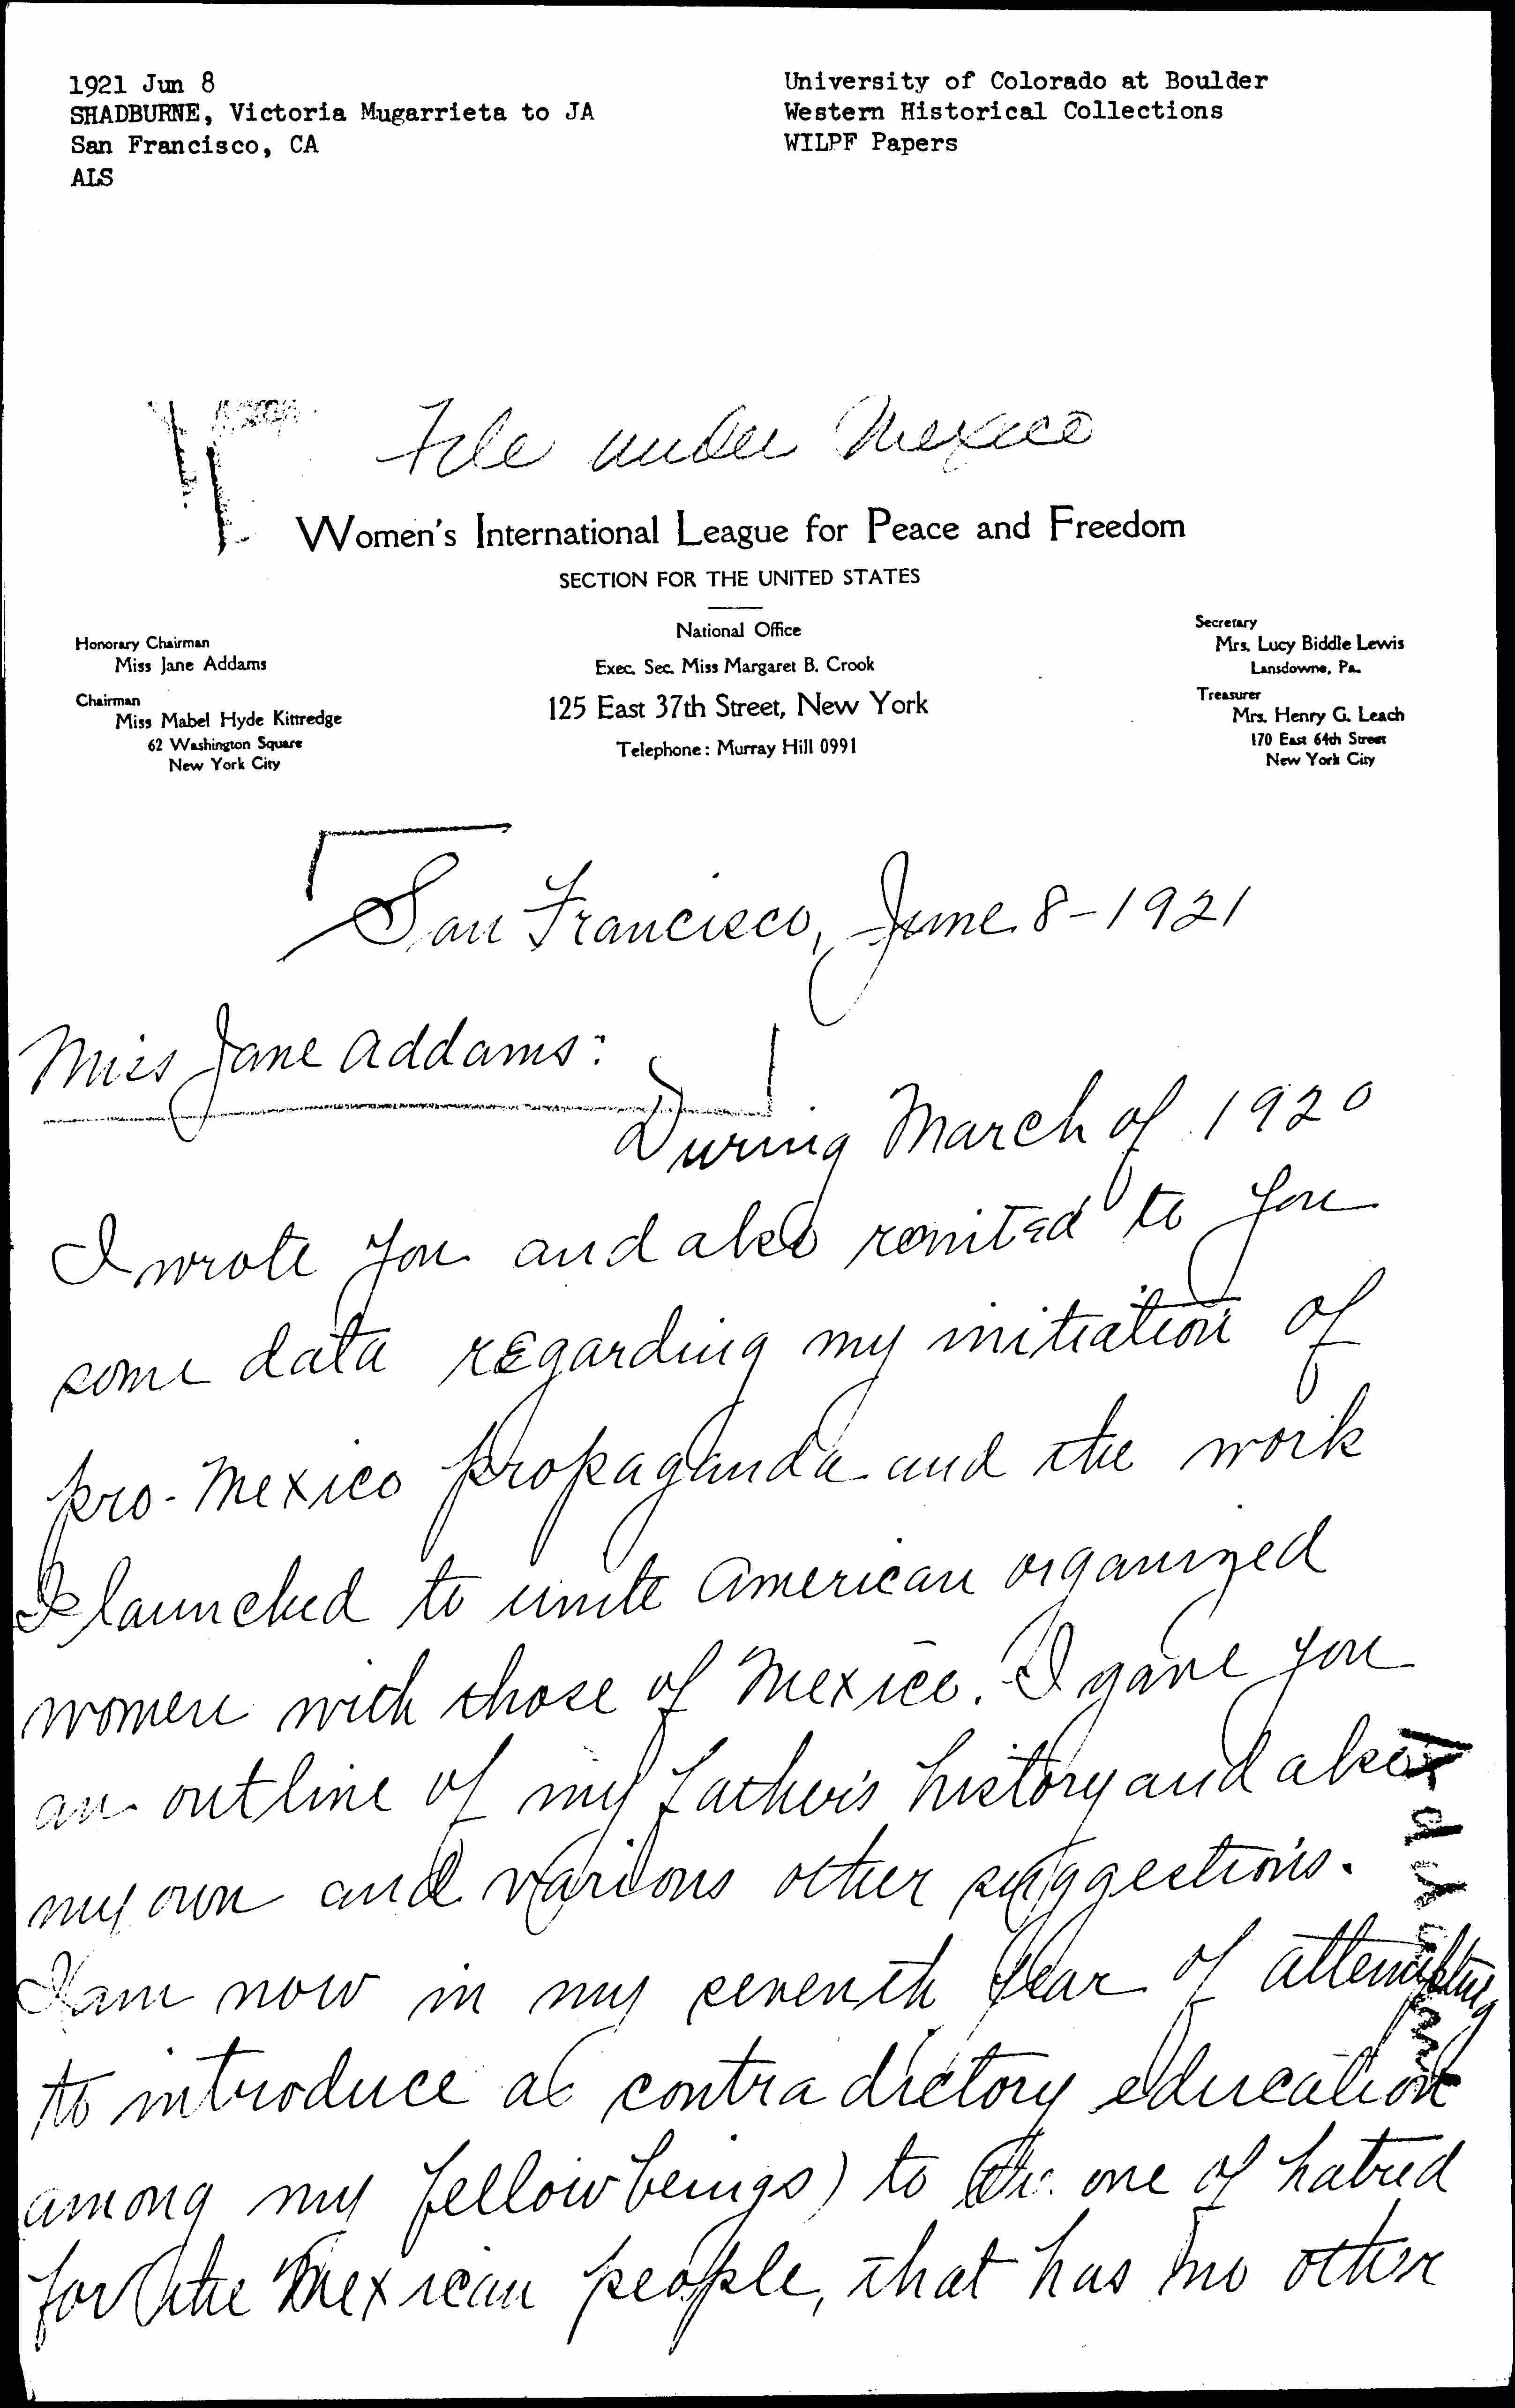 1921 Jun 8
SHADBURNE, Victoria Mugarrieta to JA
San Francisco, CA
ALS
University of Colorado at Boulder
Western Historical Collections
WILPF Papers
File under Mexico
Women's International League for Peace and Freedom
SECTION FOR THE UNITED STATES
Honorary Chairman
Miss Jane Addams
Chairman
Miss Mabel Hyde Kittredge
62 Washington Square
New York City
National Office
Exec. Sec. Miss Margaret B. Crook
125 East 37th Street, New York
Telephone: Murray Hill 0991
Secretary
Mrs. Lucy Biddle Lewis
Lansdowne, Pa.
Treasurer
Mrs. Henry G. Leach
170 East 64th Street
New York City
San Francisco, June 8-1921
Miss Jane Addams:
During March of 1920
I wrote you and also remited to you
some data regarding my initiation of
pro-Mexico propaganda and the work
I launched to unite American organized
women with those of Mexico. I gave you
an outline of my father's history and also
my own and various other suggestions.
I am now in my seventh year of attempting
to introduce a contradictory education
among my fellow beings) to the one of hatred
for the Mexican people, that has no other